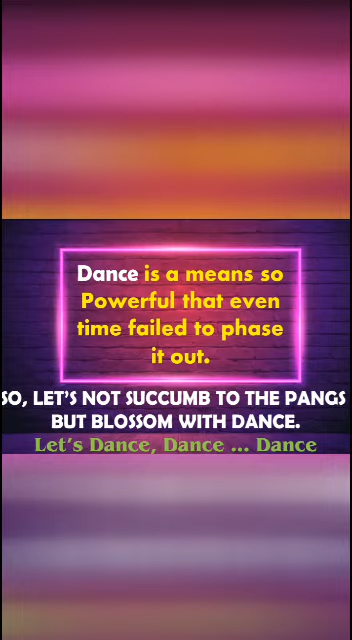 Dance is a means so
Powerful that even
time failed to phase
it out.
SO, LET'S NOT SUCCUMB TO THE PANGS
BUT BLOSSOM WITH DANCE.
Let's Dance, Dance ... Dance